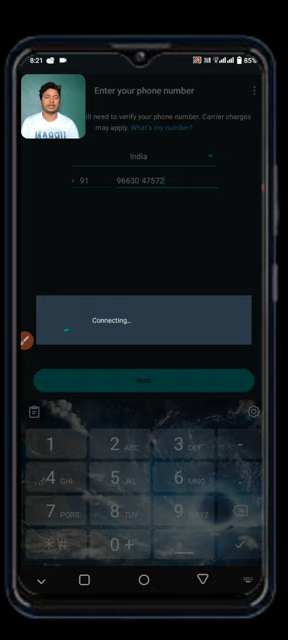 8:21
85%
Enter your phone number
ll need to verify your phone number. Carrier charges
may apply. What's my number?
India
+ 91 96630 47572
Connecting...
Next
1 2 ABC 3 DEF -
4 GHI 5 JKL 6 MNO .
7 PQRS 8 TUV 9 WXYZ
*# 0 +